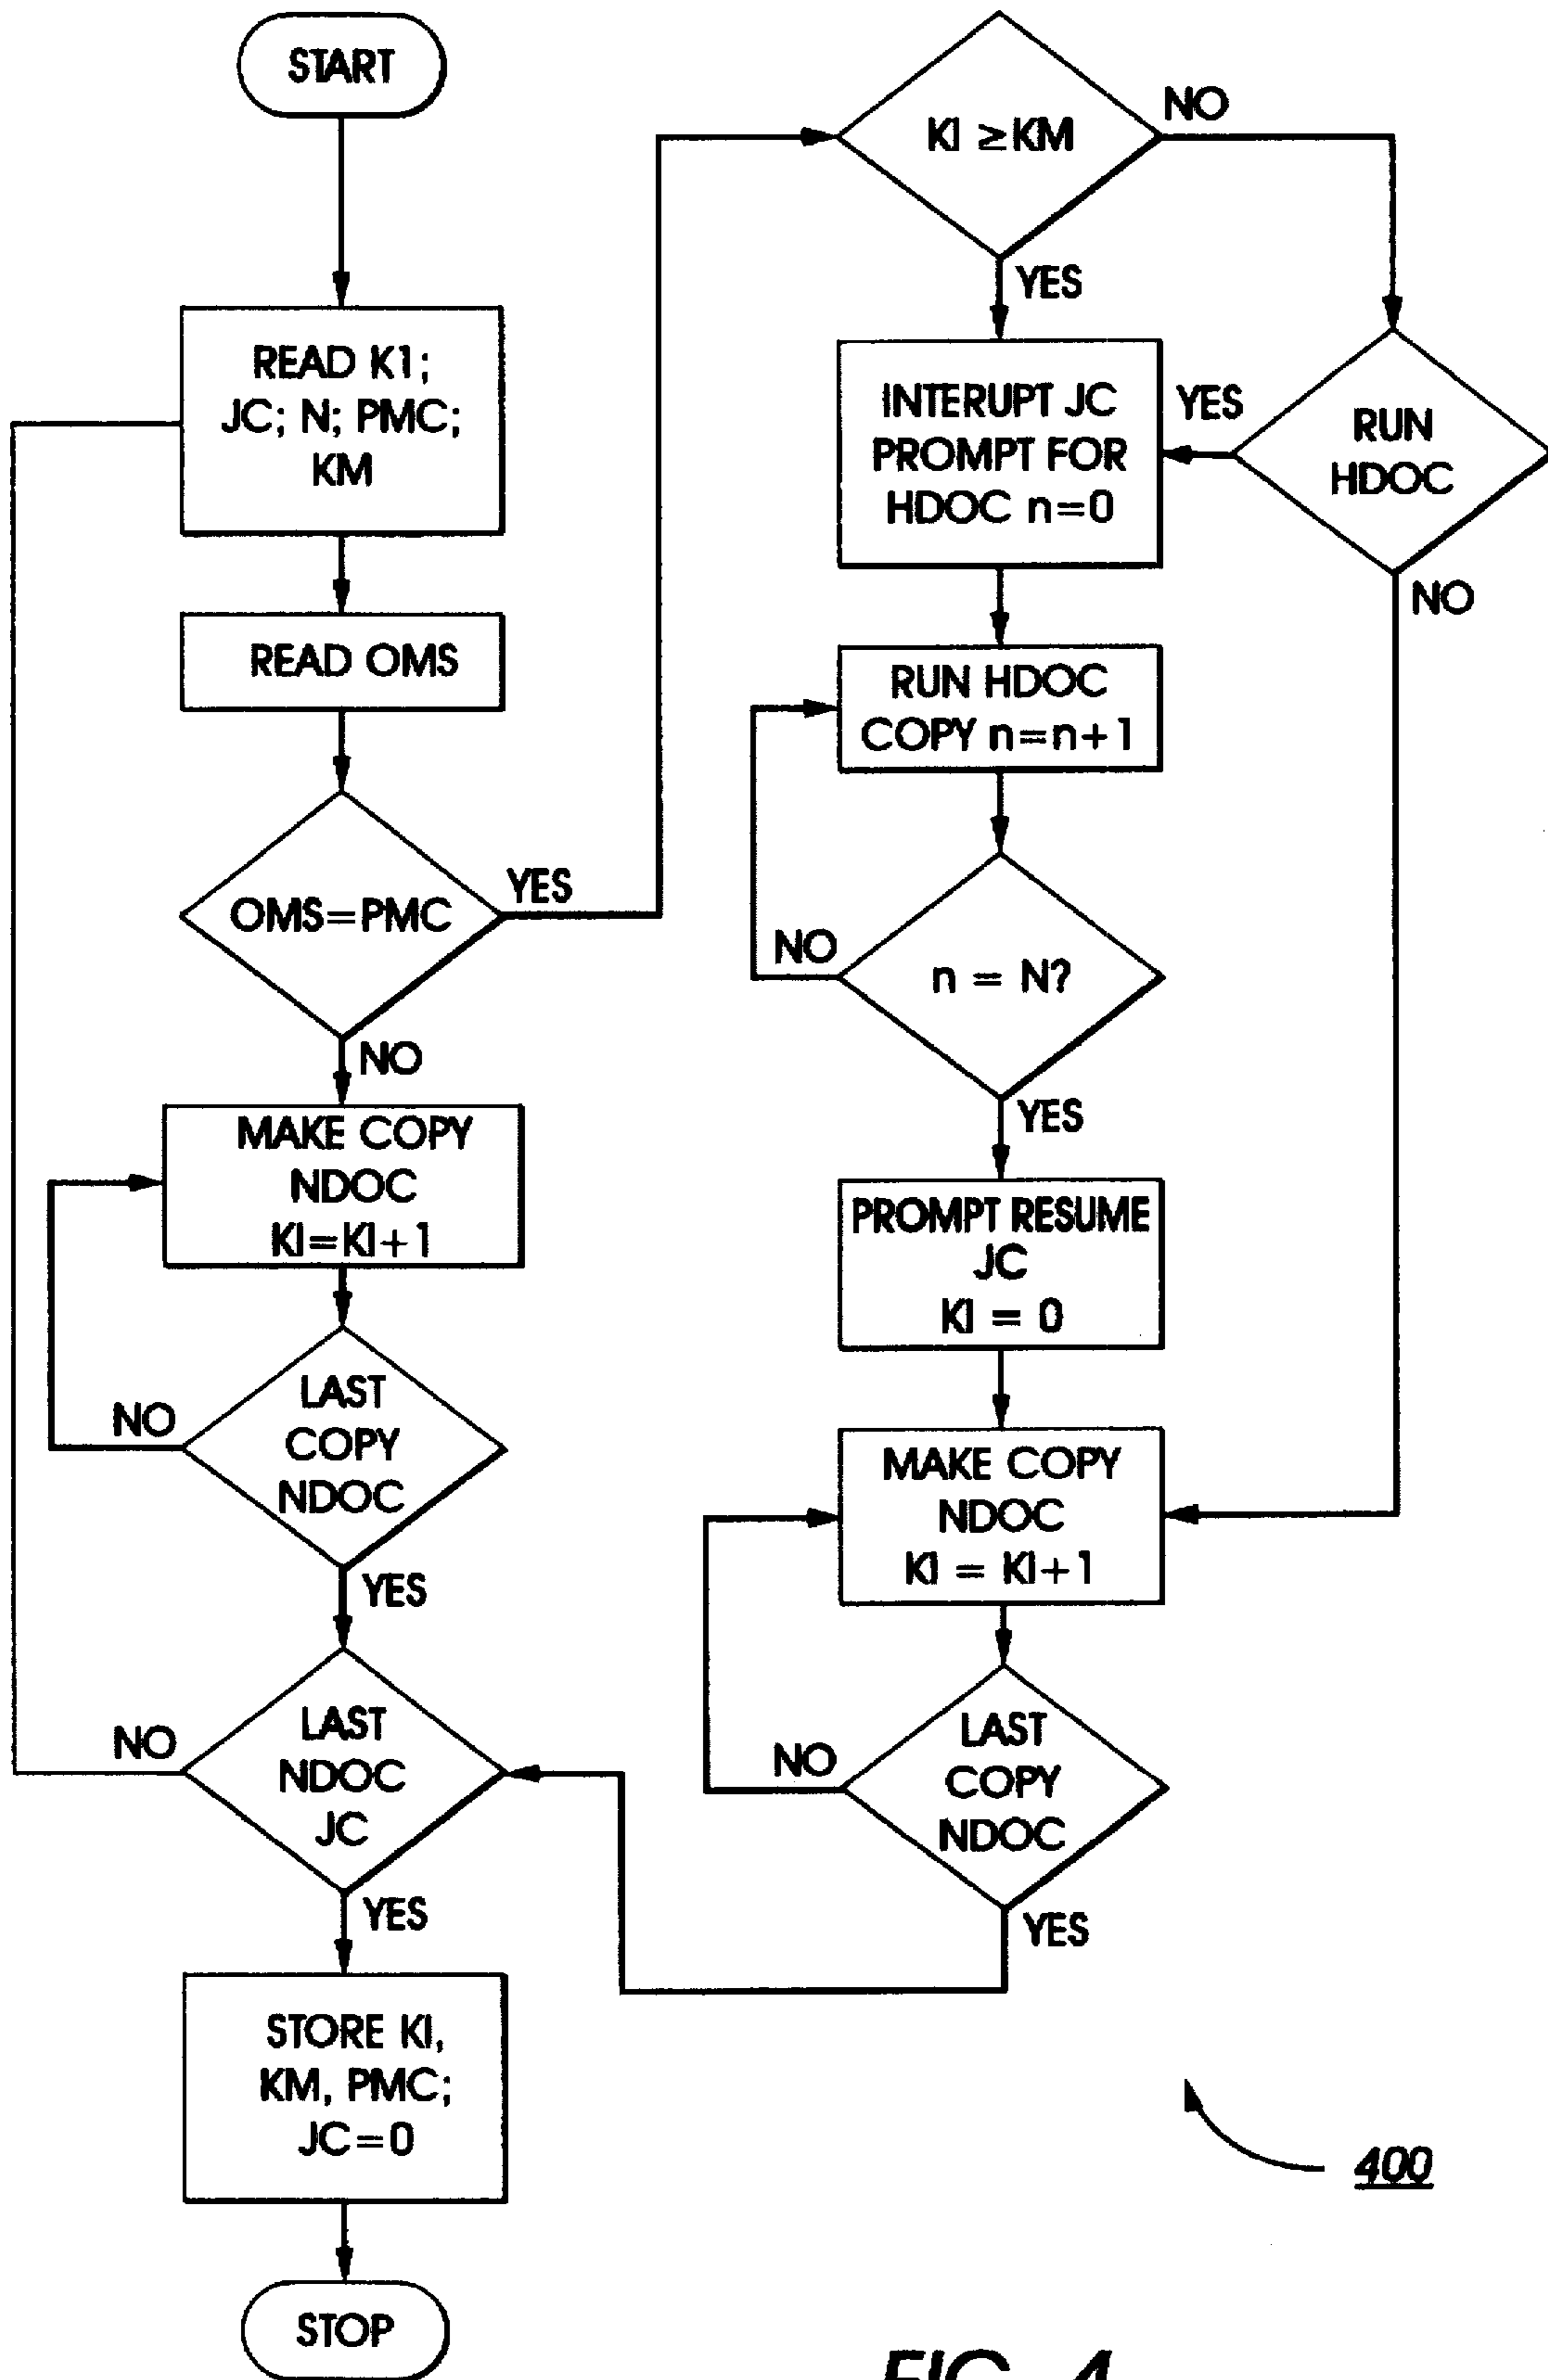 START
READ K1;
JC; N; PMC;
KM
READ OMS
OMS=PMC
YES
NO
MAKE COPY
NDOC
KI=KI+1
LAST
COPY
NDOC
NO
YES
LAST
NDOC
JC
NO
YES
STORE KI,
KM, PMC;
JC=0
STOP
KI ≥KM
NO
YES
INTERUPT JC
PROMPT FOR
HDOC n=0
YES
RUN
HDOC
NO
RUN HDOC
COPY n=n+1
n = N?
NO
YES
PROMPT RESUME
JC
KI = 0
MAKE COPY
NDOC
KI = KI+1
LAST
COPY
NDOC
NO
YES
400
FIG. 4